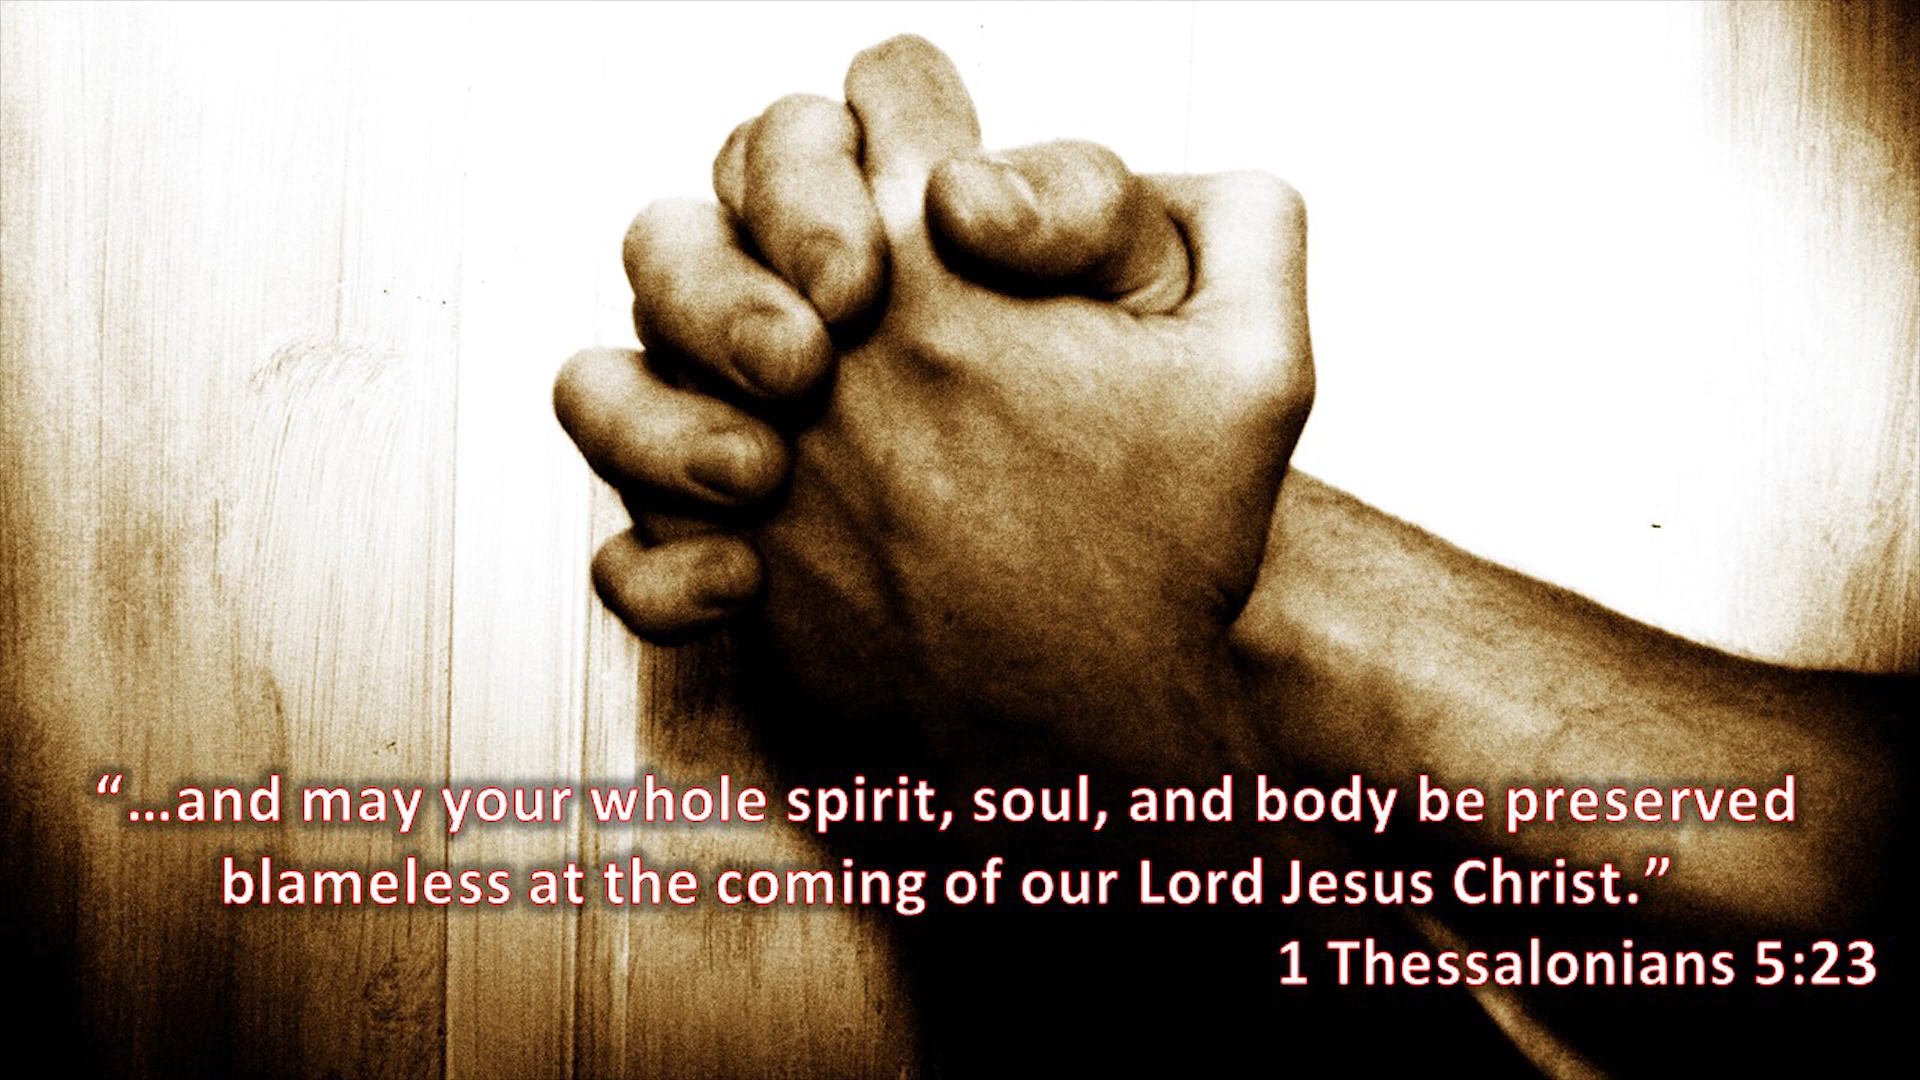 “…and may your whole spirit, soul, and body be preserved
blameless at the coming of our Lord Jesus Christ.”
1 Thessalonians 5:23